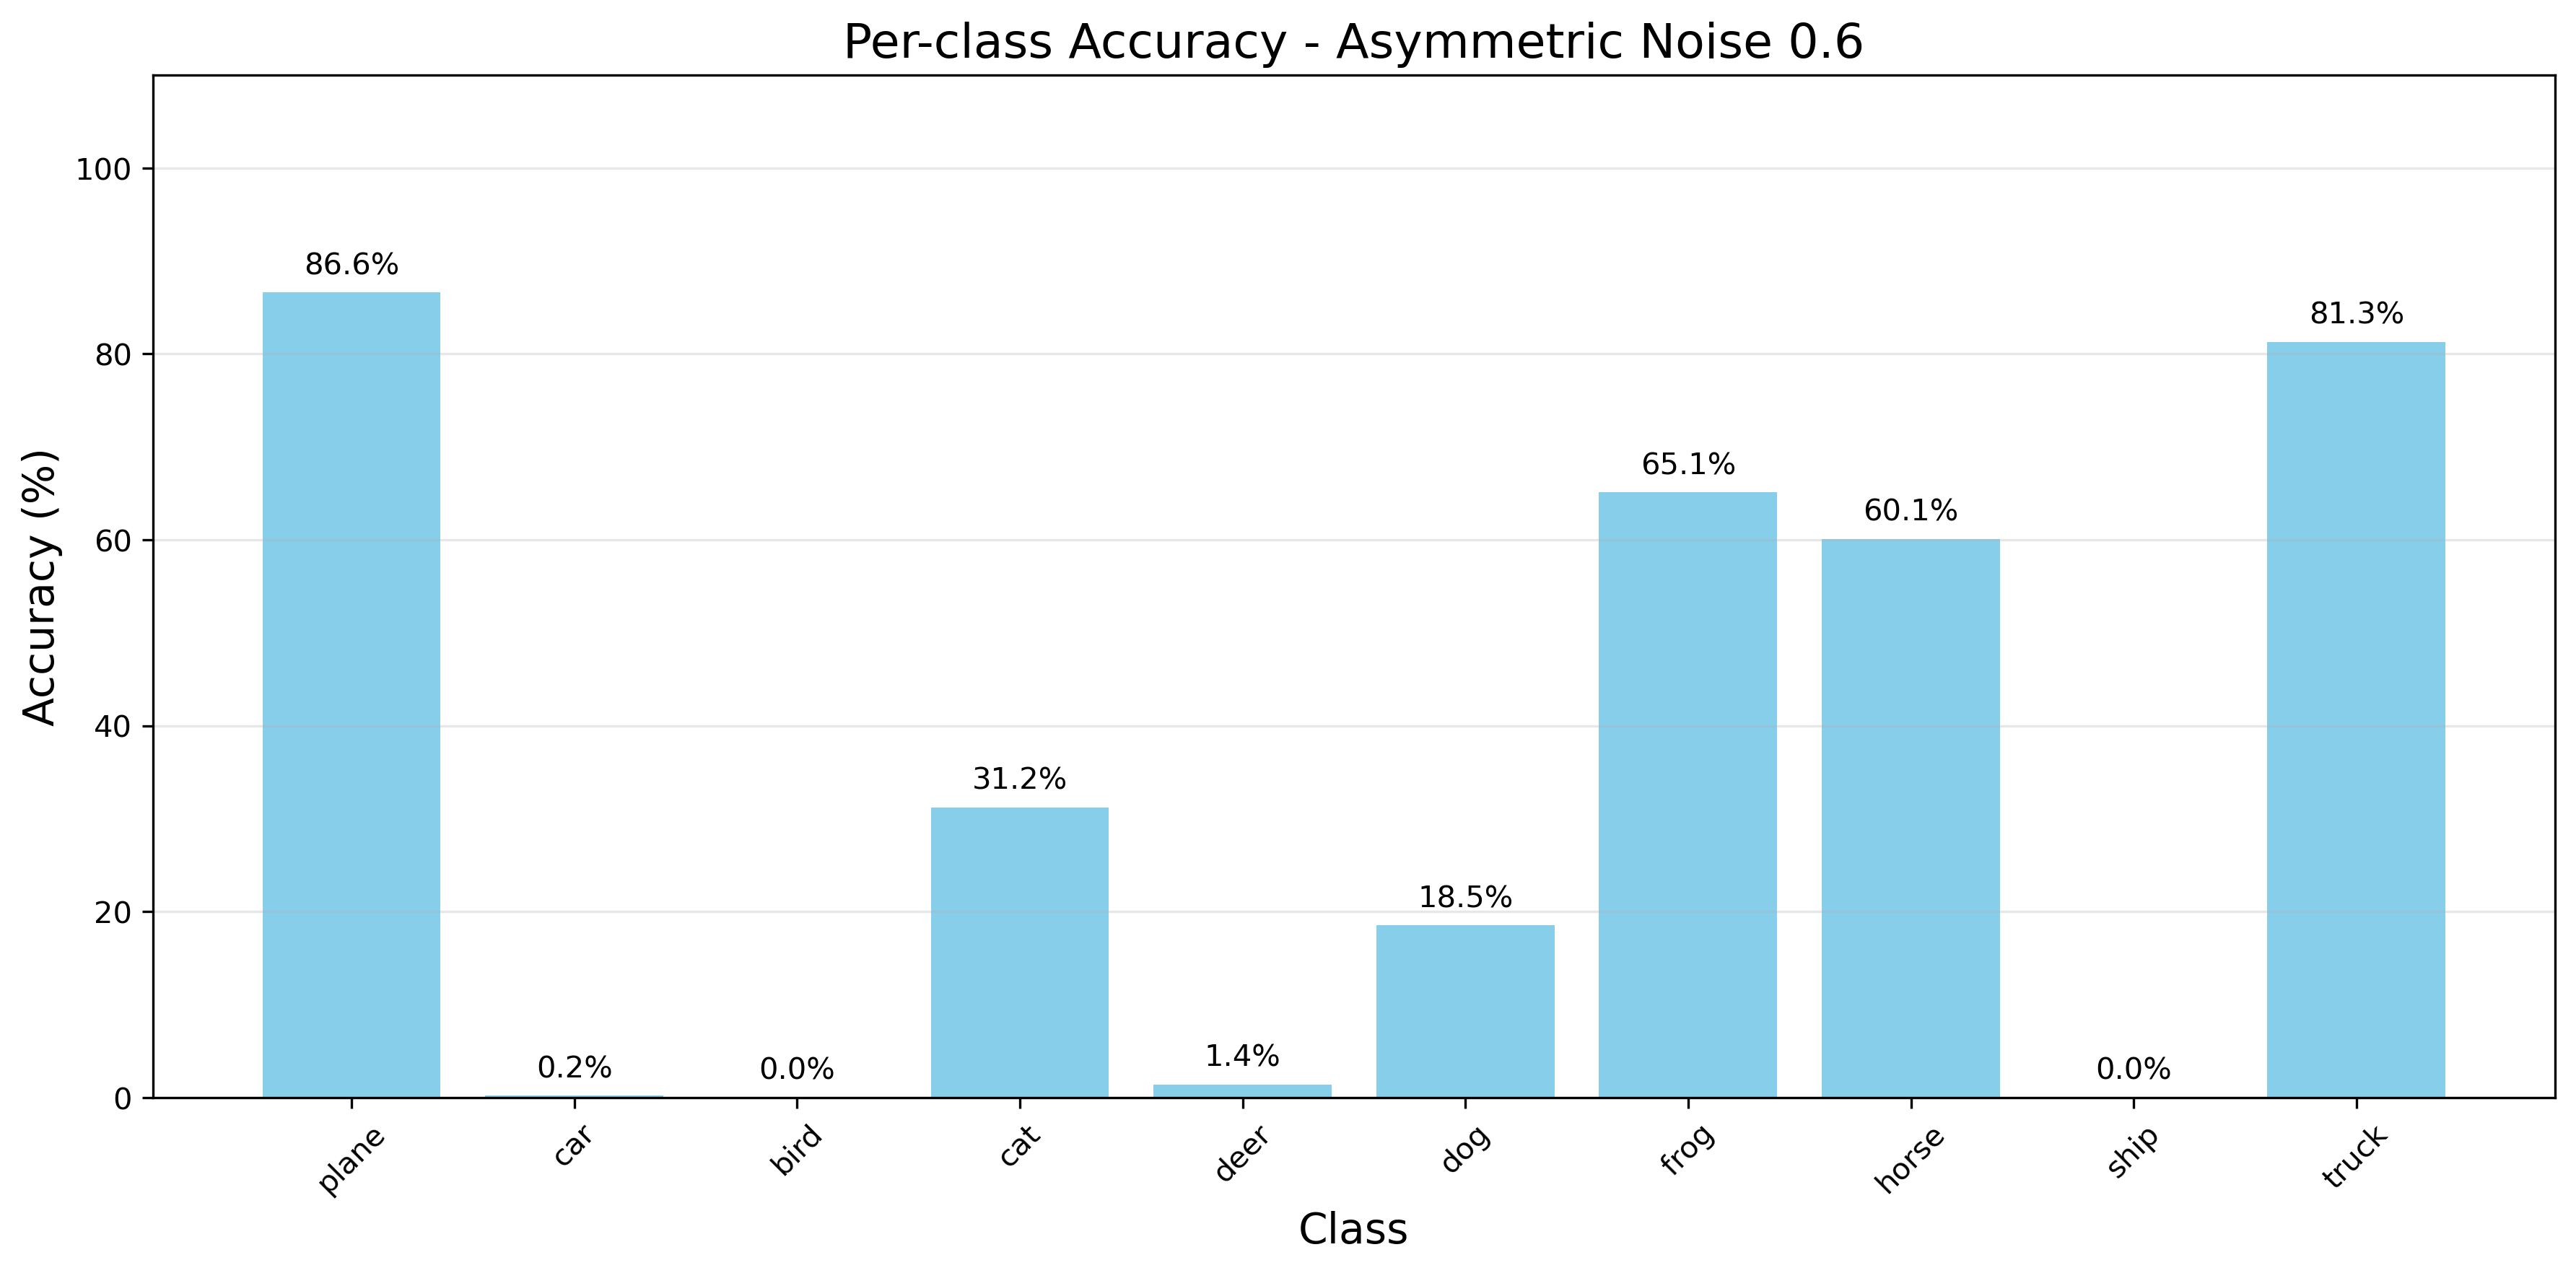 Per-class Accuracy - Asymmetric Noise 0.6
Accuracy (%)
100
80
60
40
20
0
86.6%
0.2%
0.0%
31.2%
1.4%
18.5%
65.1%
60.1%
0.0%
81.3%
plane
car
bird
cat
deer
dog
frog
horse
ship
truck
Class